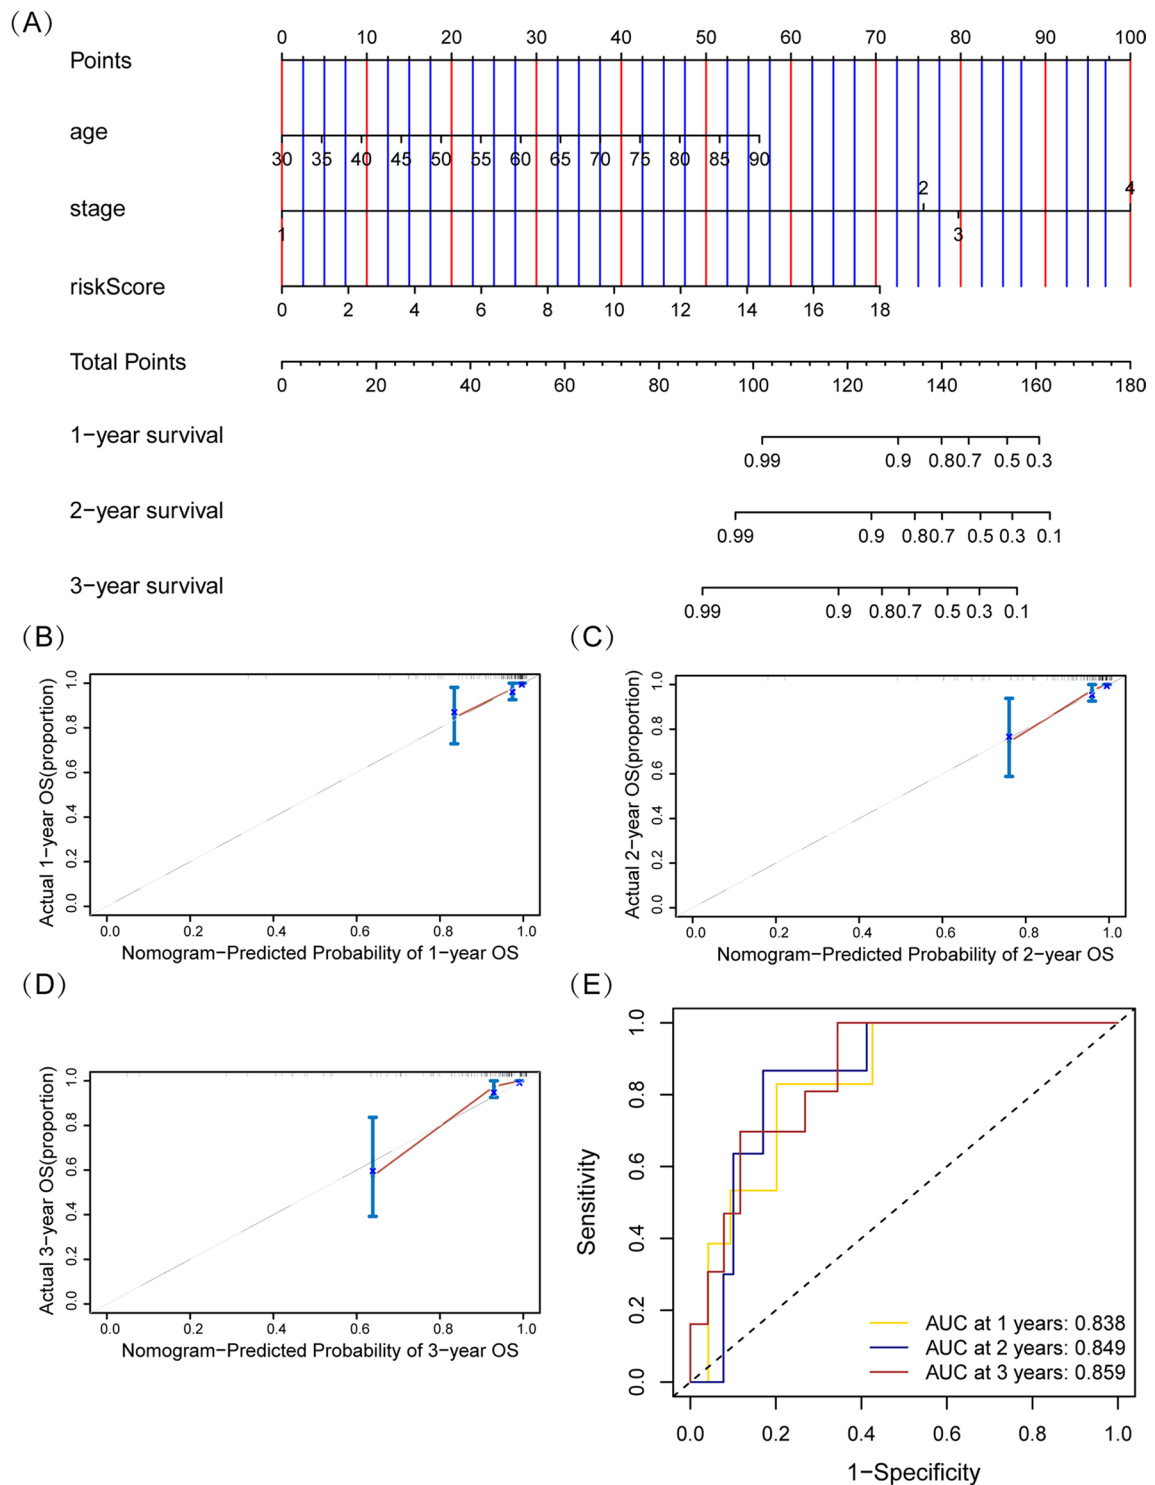 (A)
0 10 20 30 40 50 60 70 80 90 100
Points
age
30 35 40 45 50 55 60 65 70 75 80 85 90
2 4
stage
1 3
riskScore
0 2 4 6 8 10 12 14 16 18
Total Points
0 20 40 60 80 100 120 140 160 180
1−year survival
0.99 0.9 0.80.7 0.5 0.3
2−year survival
0.99 0.9 0.80.7 0.5 0.3 0.1
3−year survival
0.99 0.9 0.80.7 0.5 0.3 0.1
(B)
Actual 1−year OS(proportion)
1.0
0.8
0.6
0.4
0.2
0.0
0.0 0.2 0.4 0.6 0.8 1.0
Nomogram−Predicted Probability of 1−year OS
(C)
Actual 2−year OS(proportion)
1.0
0.8
0.6
0.4
0.2
0.0
0.0 0.2 0.4 0.6 0.8 1.0
Nomogram−Predicted Probability of 2−year OS
(D)
Actual 3−year OS(proportion)
1.0
0.8
0.6
0.4
0.2
0.0
0.0 0.2 0.4 0.6 0.8 1.0
Nomogram−Predicted Probability of 3−year OS
(E)
Sensitivity
1.0
0.8
0.6
0.4
0.2
0.0
AUC at 1 years: 0.838
AUC at 2 years: 0.849
AUC at 3 years: 0.859
0.0 0.2 0.4 0.6 0.8 1.0
1−Specificity